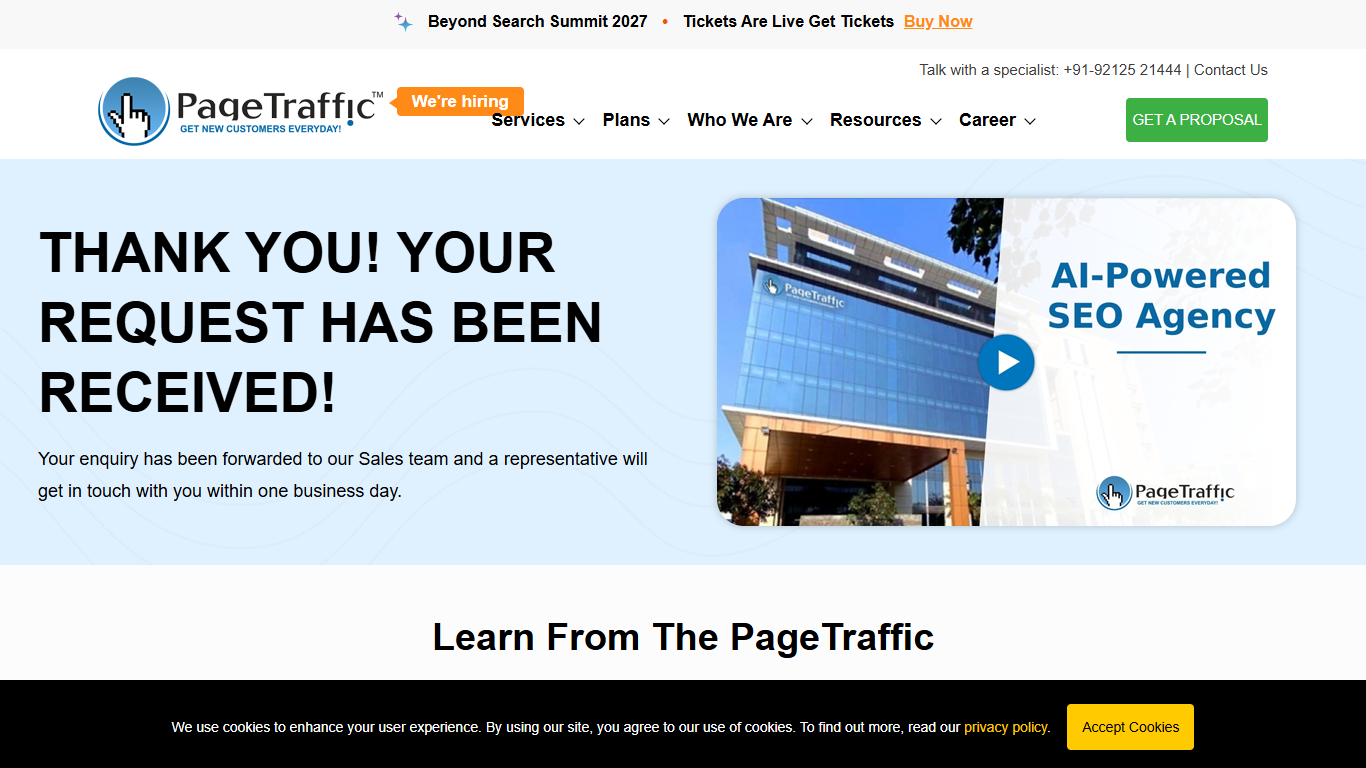 Beyond Search Summit 2027 • Tickets Are Live Get Tickets Buy Now
Talk with a specialist: +91-92125 21444 | Contact Us
PageTraffic™
GET NEW CUSTOMERS EVERYDAY!
We're hiring
Services Plans Who We Are Resources Career
GET A PROPOSAL
THANK YOU! YOUR
REQUEST HAS BEEN
RECEIVED!
Your enquiry has been forwarded to our Sales team and a representative will
get in touch with you within one business day.
PageTraffic
GET NEW CUSTOMERS EVERYDAY!
AI-Powered
SEO Agency
PageTraffic
GET NEW CUSTOMERS EVERYDAY!
Learn From The PageTraffic
We use cookies to enhance your user experience. By using our site, you agree to our use of cookies. To find out more, read our privacy policy.
Accept Cookies